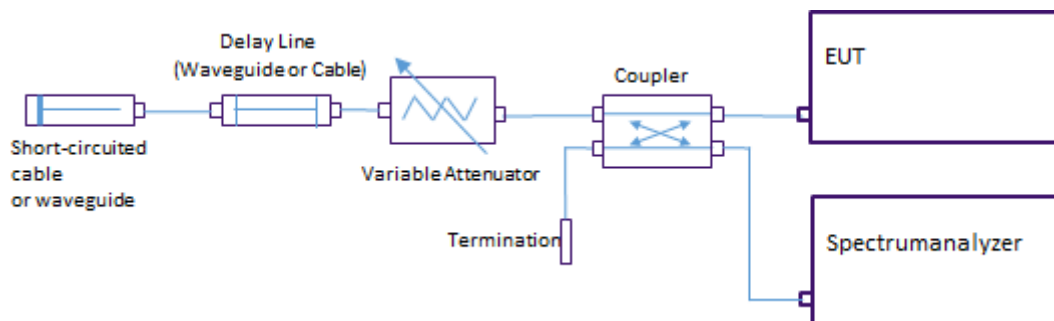 Delay Line
(Waveguide or Cable)
Coupler
EUT
Short-circuited
cable
or waveguide
Variable Attenuator
Termination
Spectrumanalyzer